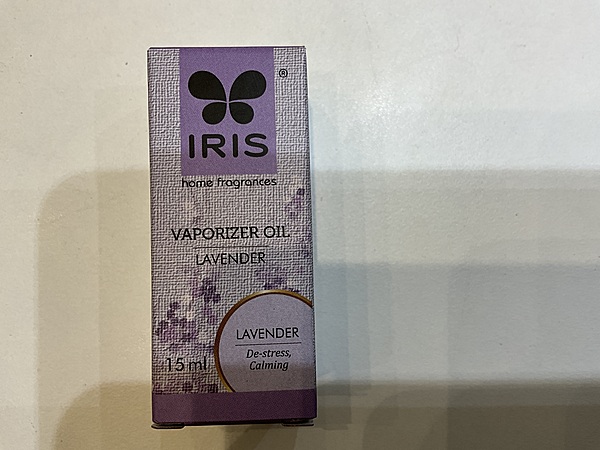 ®
IRIS
home fragrances
VAPORIZER OIL
LAVENDER
LAVENDER
De-stress,
Calming
15 ml